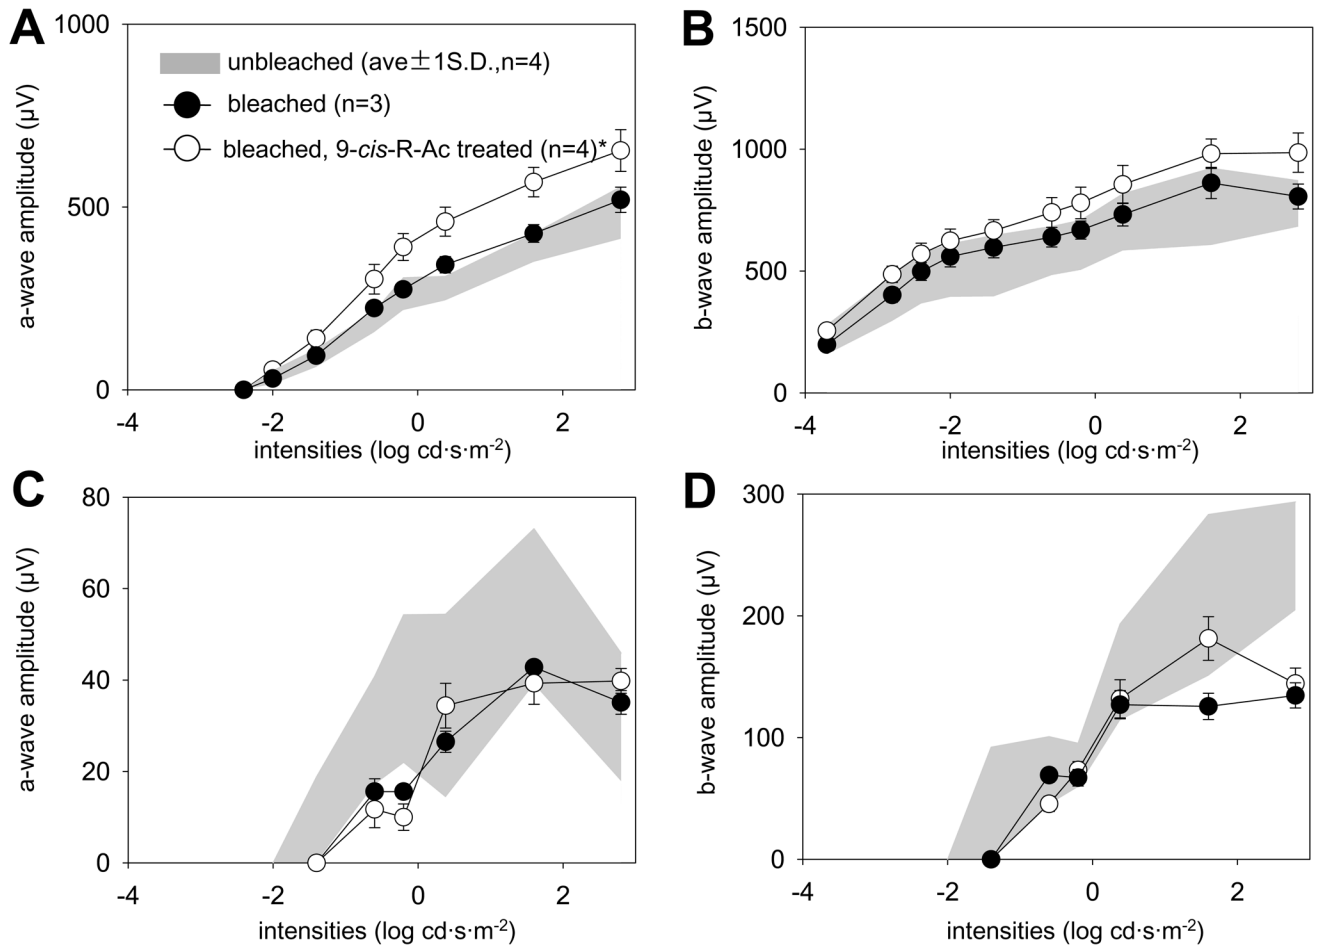 A
1000
500
0
a-wave amplitude (μV)
unbleached (ave±1S.D.,n=4)
bleached (n=3)
bleached, 9-cis-R-Ac treated (n=4)*
-4 -2 0 2
intensities (log cd·s·m-2)
B
1500
1000
500
0
b-wave amplitude (μV)
-4 -2 0 2
intensities (log cd·s·m-2)
C
80
60
40
20
0
a-wave amplitude (μV)
-4 -2 0 2
intensities (log cd·s·m-2)
D
300
200
100
0
b-wave amplitude (μV)
-4 -2 0 2
intensities (log cd·s·m-2)